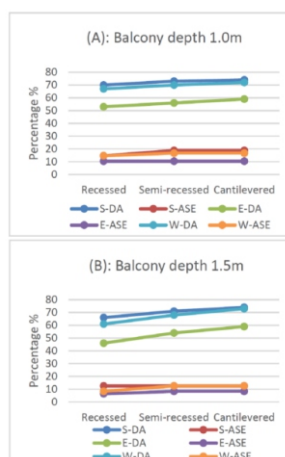 (A): Balcony depth 1.0m
Percentage %
80
70
60
50
40
30
20
10
0
Recessed Semi-recessed Cantilevered
S-DA S-ASE E-DA
E-ASE W-DA W-ASE
(B): Balcony depth 1.5m
Percentage %
80
70
60
50
40
30
20
10
0
Recessed Semi-recessed Cantilevered
S-DA S-ASE
E-DA E-ASE
W-DA W-ASE